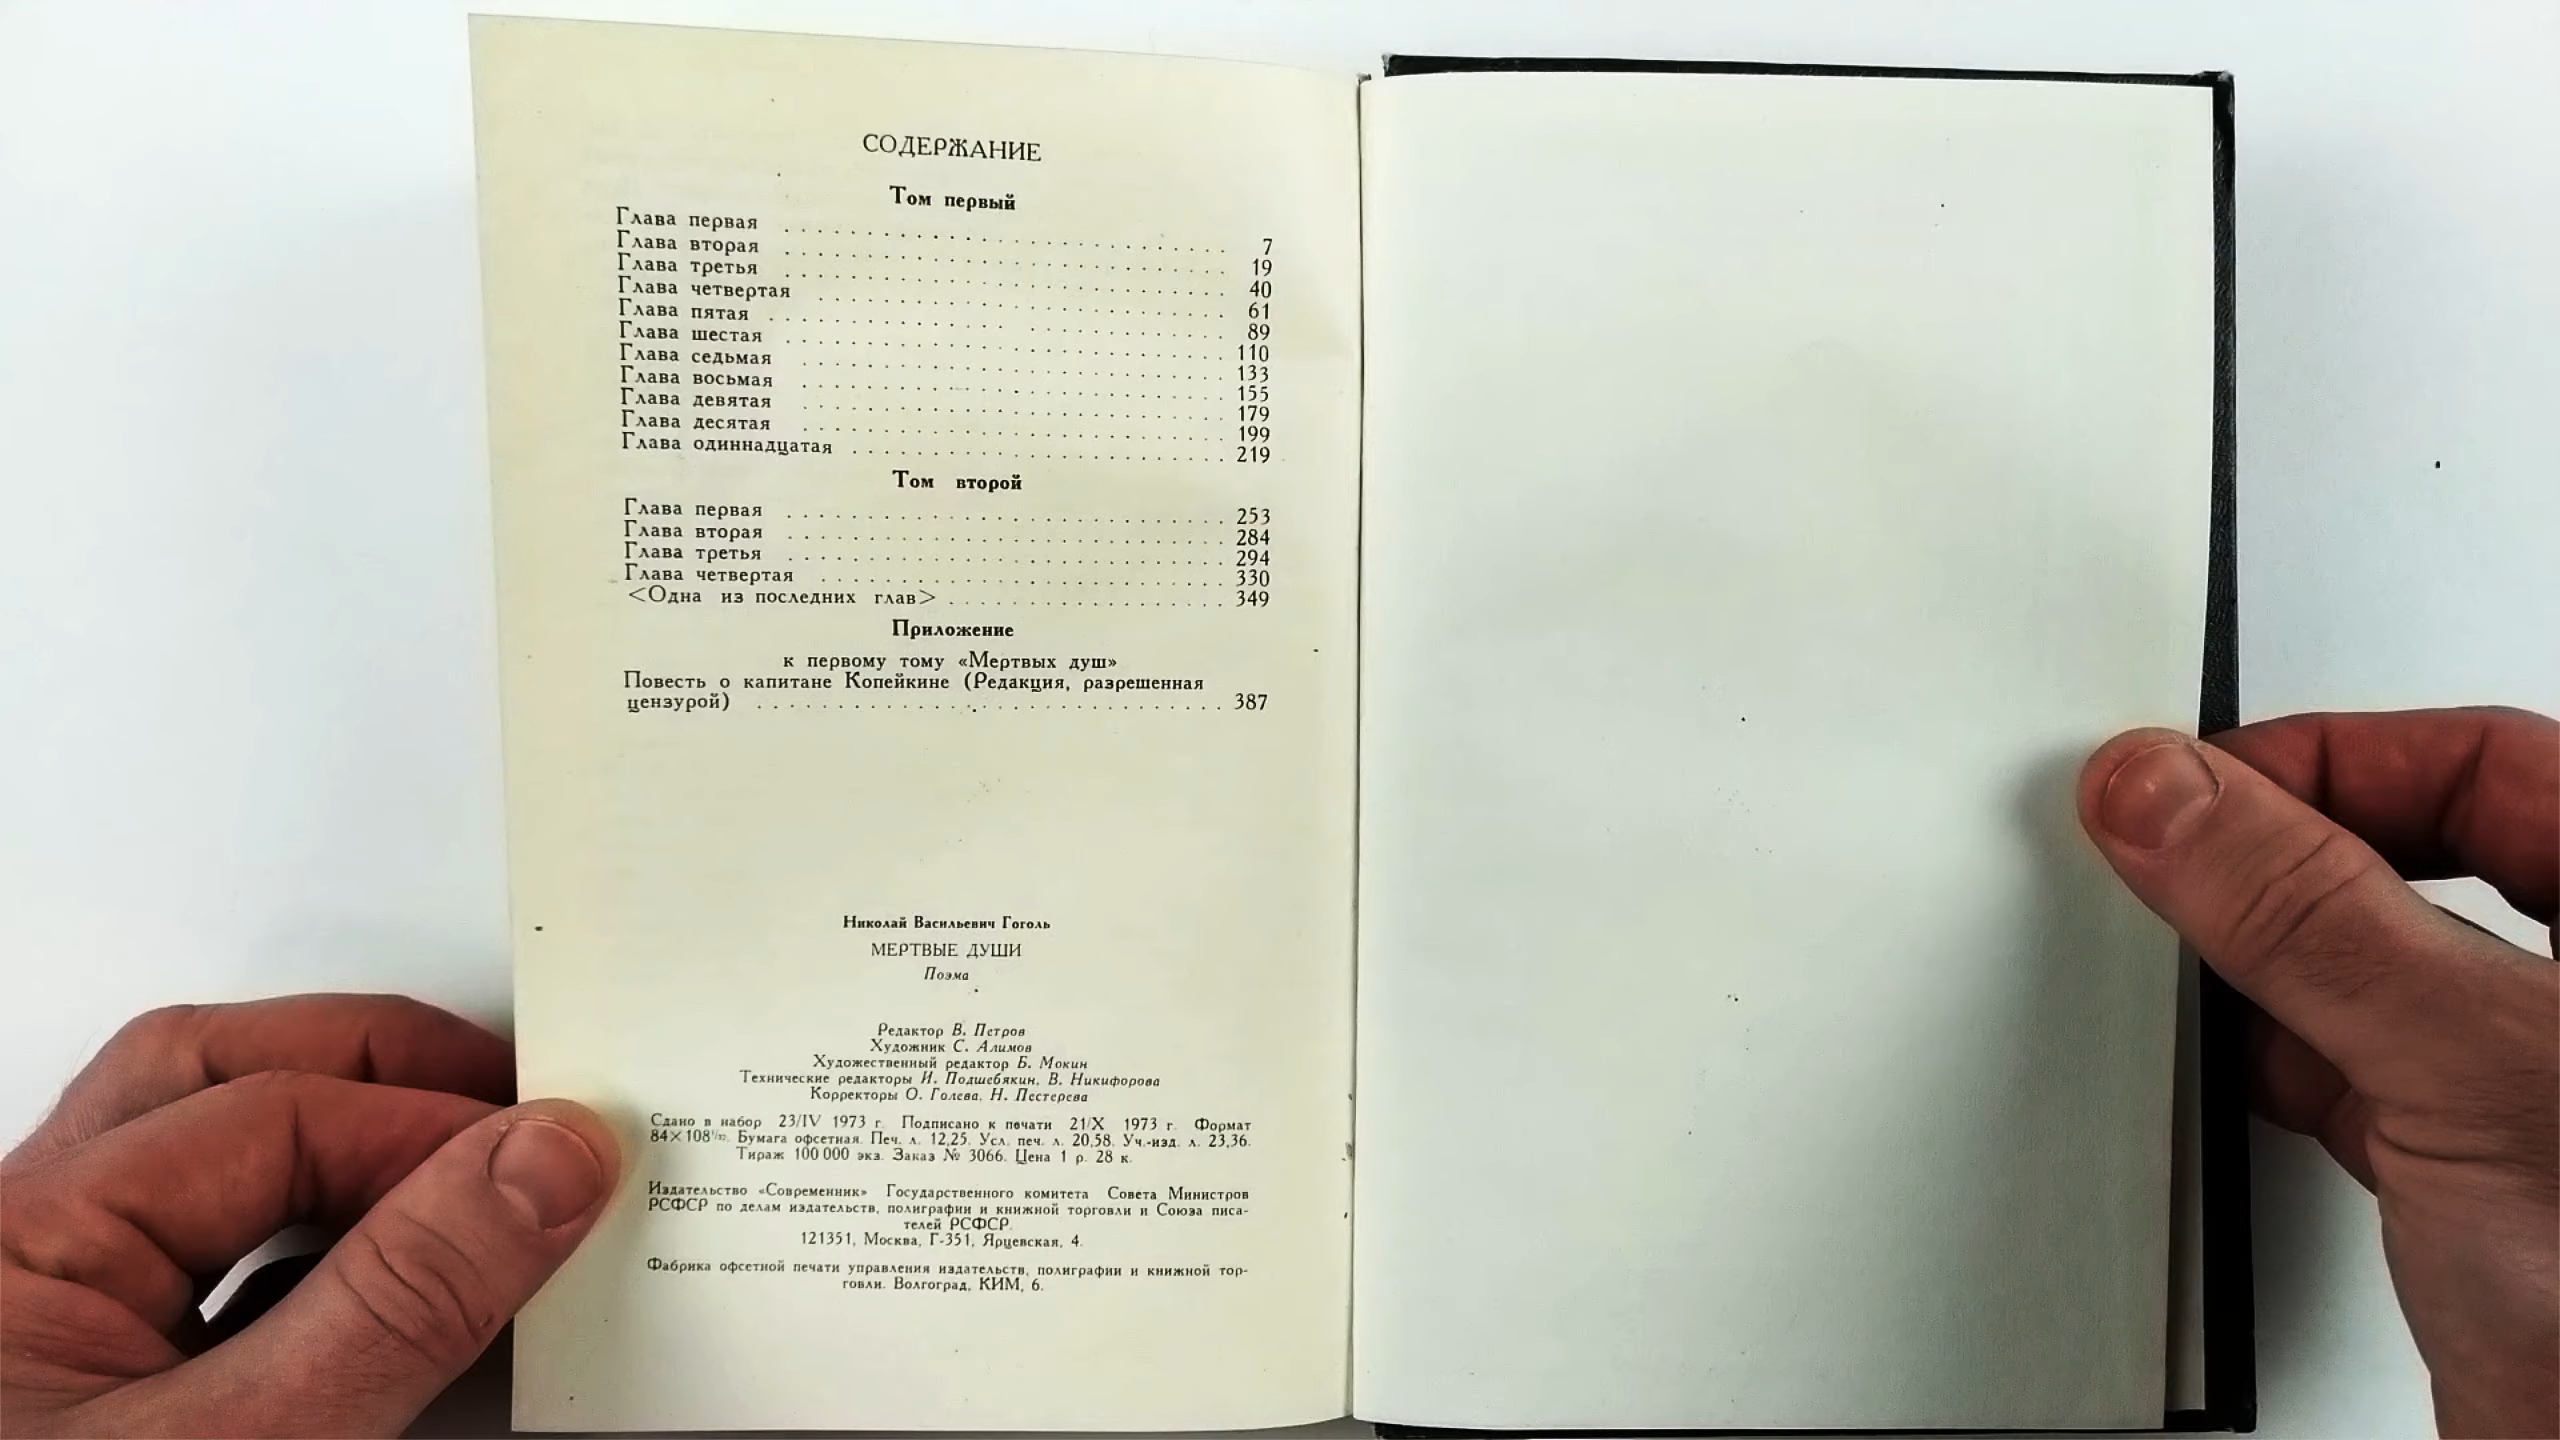 СОДЕРЖАНИЕ
Том первый
Глава первая . . . . . . . . . . 7
Глава вторая . . . . . . . . . . 19
Глава третья . . . . . . . . . . 40
Глава четвертая . . . . . . . . . . 61
Глава пятая . . . . . . . . . . 89
Глава шестая . . . . . . . . . . 110
Глава седьмая . . . . . . . . . . 133
Глава восьмая . . . . . . . . . . 155
Глава девятая . . . . . . . . . . 179
Глава десятая . . . . . . . . . . 199
Глава одиннадцатая . . . . . . . . . . 219
Том второй
Глава первая . . . . . . . . . . 253
Глава вторая . . . . . . . . . . 284
Глава третья . . . . . . . . . . 294
Глава четвертая . . . . . . . . . . 330
<Одна из последних глав> . . . . . . . . . . 349
Приложение
к первому тому «Мертвых душ»
Повесть о капитане Копейкине (Редакция, разрешенная
цензурой) . . . . . . . . . . 387
Николай Васильевич Гоголь
МЕРТВЫЕ ДУШИ
Поэма
Редактор В. Петров
Художник С. Алимов
Художественный редактор Б. Мокин
Технические редакторы И. Подшебякин, В. Никифорова
Корректоры О. Голева, Н. Пестерева
Сдано в набор 23/IV 1973 г. Подписано к печати 21/X 1973 г. Формат
84×108¹/₃₂. Бумага офсетная. Печ. л. 12,25. Усл. печ. л. 20,58. Уч.-изд. л. 23,36.
Тираж 100 000 экз. Заказ № 3066. Цена 1 р. 28 к.
Издательство «Современник» Государственного комитета Совета Министров
РСФСР по делам издательств, полиграфии и книжной торговли и Союза писа-
телей РСФСР.
121351, Москва, Г-351, Ярцевская, 4.
Фабрика офсетной печати управления издательств, полиграфии и книжной тор-
говли. Волгоград, КИМ, 6.